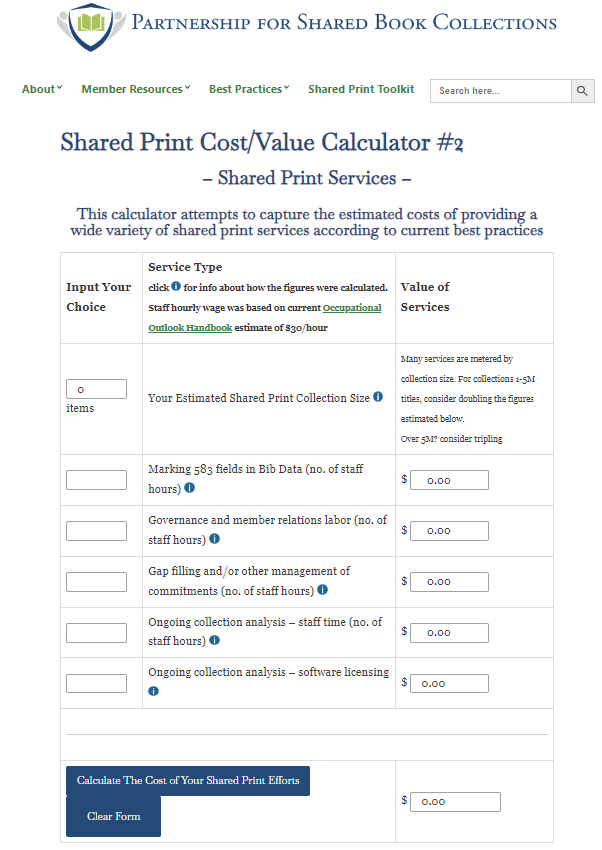 PARTNERSHIP FOR SHARED BOOK COLLECTIONS
About Member Resources Best Practices Shared Print Toolkit Search here...
Shared Print Cost/Value Calculator #2
– Shared Print Services –
This calculator attempts to capture the estimated costs of providing a
wide variety of shared print services according to current best practices
Input Your
Choice
Service Type
click i for info about how the figures were calculated.
Staff hourly wage was based on current Occupational
Outlook Handbook estimate of $30/hour
Value of
Services
0
items
Your Estimated Shared Print Collection Size i
Many services are metered by
collection size. For collections 1-5M
titles, consider doubling the figures
estimated below.
Over 5M? consider tripling
Marking 583 fields in Bib Data (no. of staff
hours) i
$ 0.00
Governance and member relations labor (no. of
staff hours) i
$ 0.00
Gap filling and/or other management of
commitments (no. of staff hours) i
$ 0.00
Ongoing collection analysis – staff time (no. of
staff hours) i
$ 0.00
Ongoing collection analysis – software licensing
i
$ 0.00
Calculate The Cost of Your Shared Print Efforts
Clear Form
$ 0.00